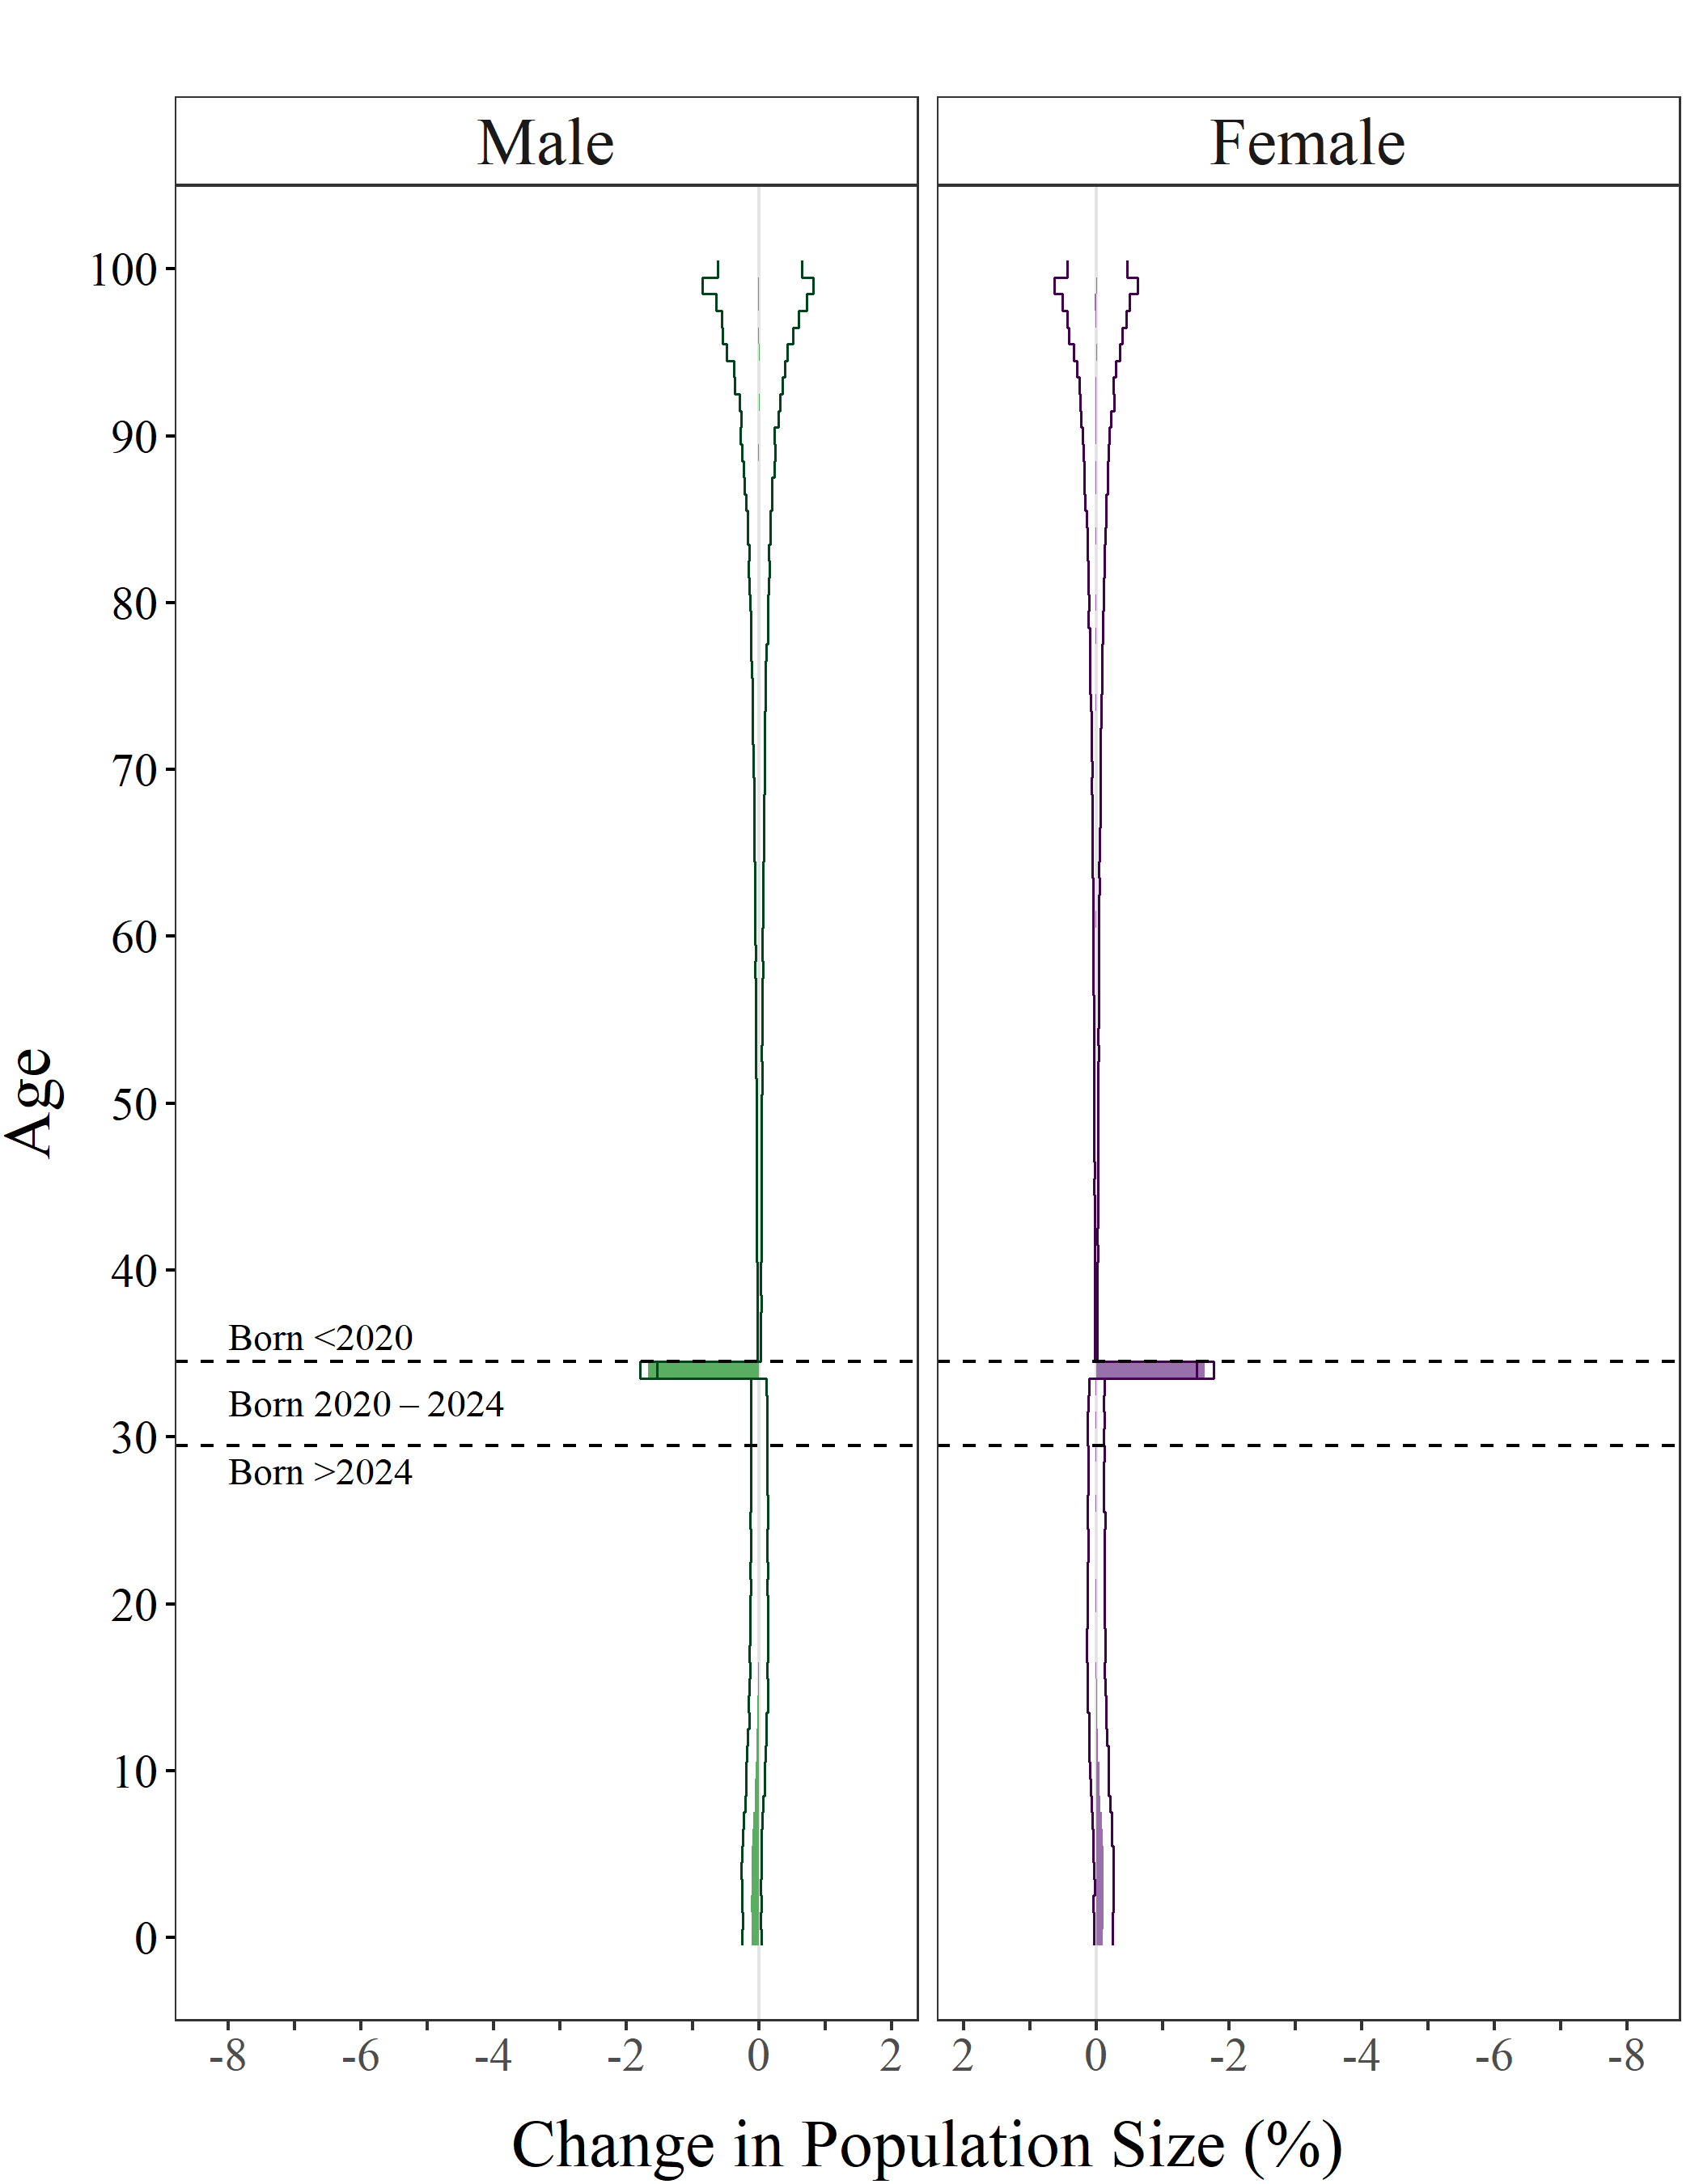 Male Female
100
90
80
70
60
50
40
Born <2020
Born 2020 – 2024
30
Born >2024
20
10
0
Age
-8 -6 -4 -2 0 2 2 0 -2 -4 -6 -8
Change in Population Size (%)